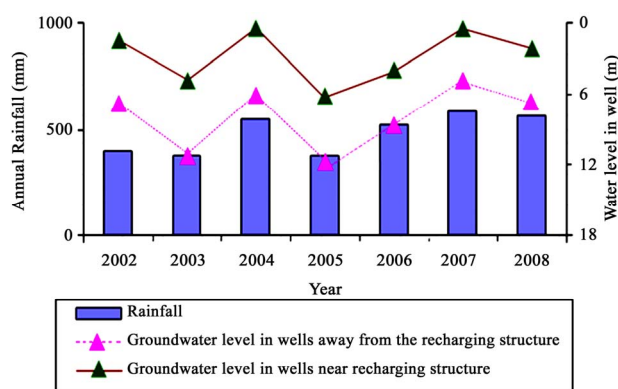 1000
500
0
Annual Rainfall (mm)
0
6
12
18
Water level in well (m)
2002 2003 2004 2005 2006 2007 2008
Year
Rainfall
Groundwater level in wells away from the recharging structure
Groundwater level in wells near recharging structure